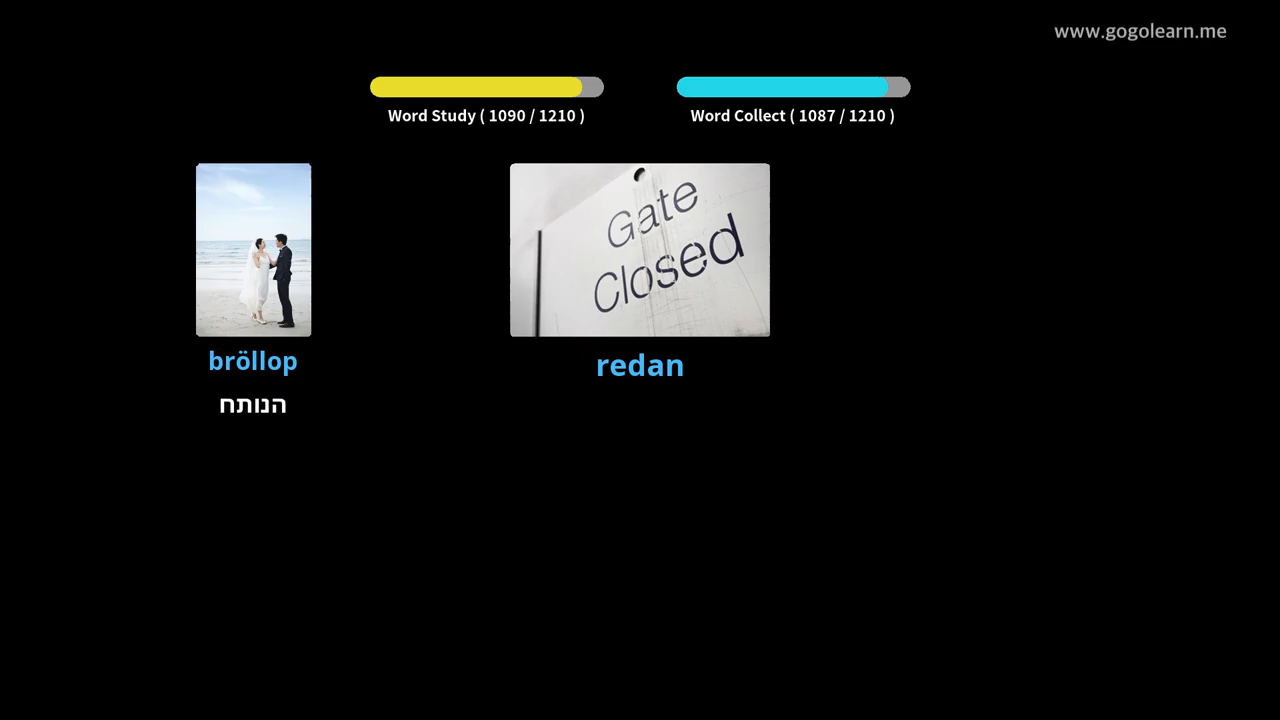 www.gogolearn.me
Word Study ( 1090 / 1210 )
Word Collect ( 1087 / 1210 )
Gate
Closed
bröllop
redan
הנותח